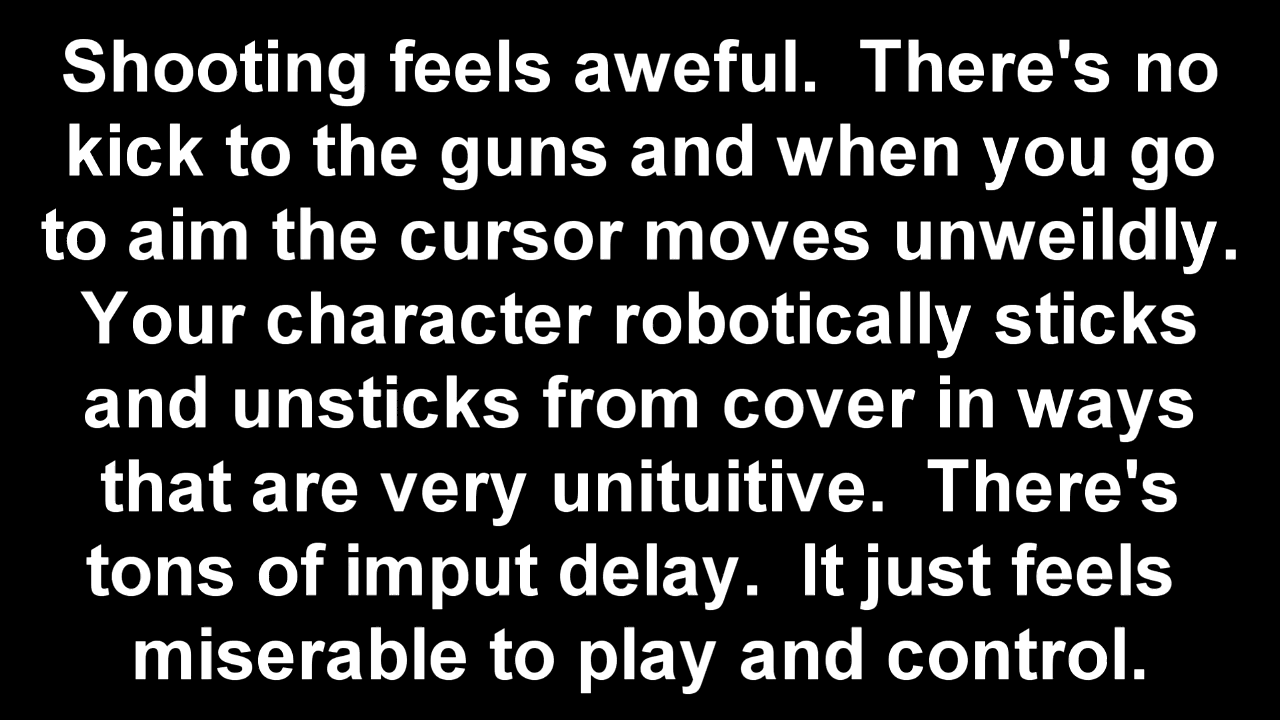 Shooting feels aweful.  There's no
kick to the guns and when you go
to aim the cursor moves unweildly.
Your character robotically sticks
and unsticks from cover in ways
that are very unituitive.  There's
tons of imput delay.  It just feels
miserable to play and control.